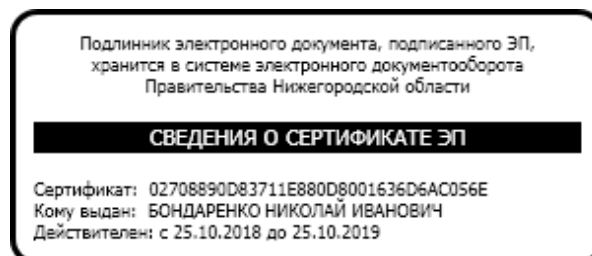 Подлинник электронного документа, подписанного ЭП,
хранится в системе электронного документооборота
Правительства Нижегородской области
СВЕДЕНИЯ О СЕРТИФИКАТЕ ЭП
Сертификат: 02708890D83711E880D8001636D6AC056E
Кому выдан: БОНДАРЕНКО НИКОЛАЙ ИВАНОВИЧ
Действителен: с 25.10.2018 до 25.10.2019